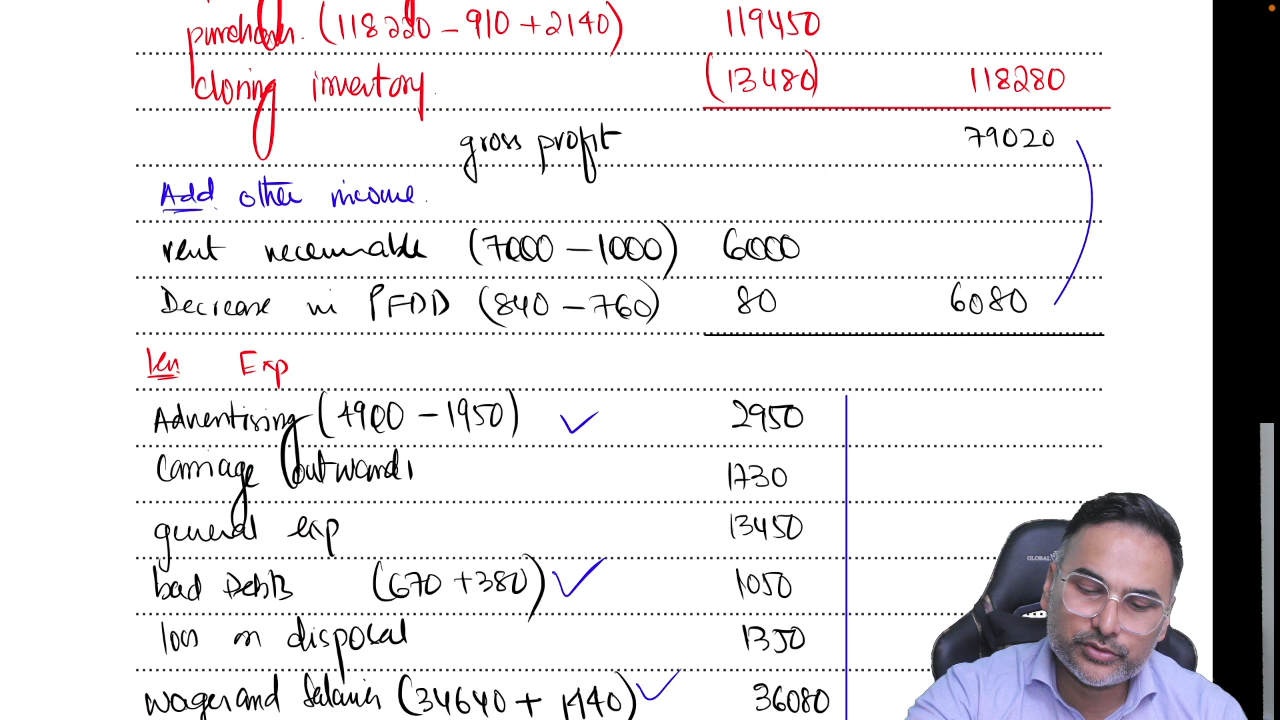 purchases. (118220 - 910 + 2140) 119450
closing inventory. (13480) 118280
gross profit 79020
Add other income.
rent receivable (7000 - 1000) 6000
Decrease in PFDD (840 - 760) 80 6080
Less Exp
Advertising (4900 - 1950) ✓ 2950
Carriage outwards 1730
general exp 13450
bad Debts (670 + 380) ✓ 1050
loss on disposal 1350
wages and Salaries (34640 + 1440) ✓ 36080
GLOBAL